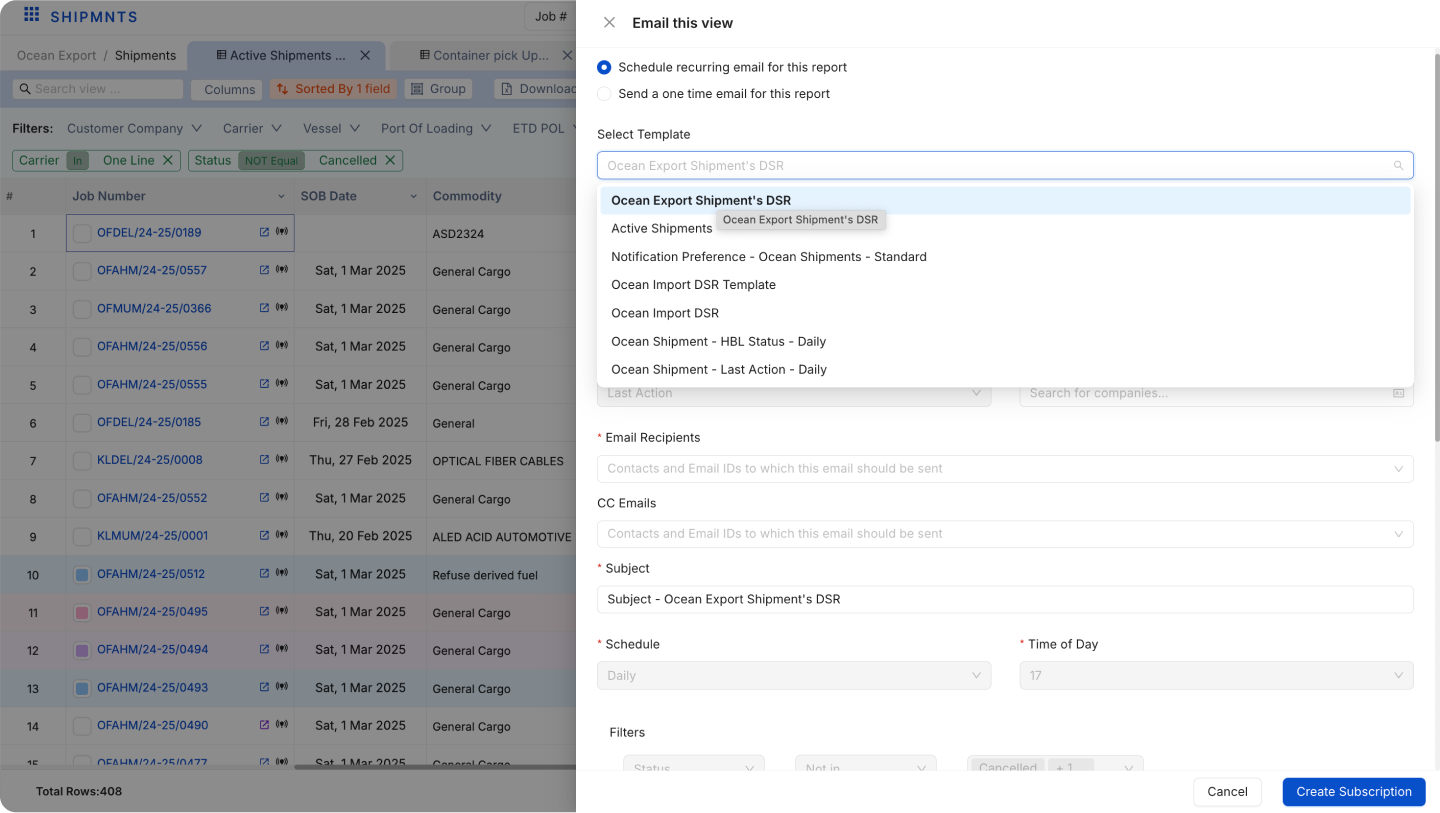 SHIPMNTS
Job #
Ocean Export / Shipments
Active Shipments ...
Container pick Up...
Search view ...
Columns
Sorted By 1 field
Group
Download
Filters: Customer Company Carrier Vessel Port Of Loading ETD POL
Carrier In One Line
Status NOT Equal Cancelled
# Job Number SOB Date Commodity
1 OFDEL/24-25/0189 ASD2324
2 OFAHM/24-25/0557 Sat, 1 Mar 2025 General Cargo
3 OFMUM/24-25/0366 Sat, 1 Mar 2025 General Cargo
4 OFAHM/24-25/0556 Sat, 1 Mar 2025 General Cargo
5 OFAHM/24-25/0555 Sat, 1 Mar 2025 General Cargo
6 OFDEL/24-25/0185 Fri, 28 Feb 2025 General
7 KLDEL/24-25/0008 Thu, 27 Feb 2025 OPTICAL FIBER CABLES
8 OFAHM/24-25/0552 Sat, 1 Mar 2025 General Cargo
9 KLMUM/24-25/0001 Thu, 20 Feb 2025 ALED ACID AUTOMOTIVE
10 OFAHM/24-25/0512 Sat, 1 Mar 2025 Refuse derived fuel
11 OFAHM/24-25/0495 Sat, 1 Mar 2025 General Cargo
12 OFAHM/24-25/0494 Sat, 1 Mar 2025 General Cargo
13 OFAHM/24-25/0493 Sat, 1 Mar 2025 General Cargo
14 OFAHM/24-25/0490 Sat, 1 Mar 2025 General Cargo
15 OFAHM/24-25/0477 Sat, 1 Mar 2025 General Cargo
Total Rows:408
Email this view
Schedule recurring email for this report
Send a one time email for this report
Select Template
Ocean Export Shipment's DSR
Ocean Export Shipment's DSR
Ocean Export Shipment's DSR
Active Shipments
Notification Preference - Ocean Shipments - Standard
Ocean Import DSR Template
Ocean Import DSR
Ocean Shipment - HBL Status - Daily
Ocean Shipment - Last Action - Daily
Last Action
Search for companies...
* Email Recipients
Contacts and Email IDs to which this email should be sent
CC Emails
Contacts and Email IDs to which this email should be sent
* Subject
Subject - Ocean Export Shipment's DSR
* Schedule
* Time of Day
Daily
17
Filters
Status
Not in
Cancelled + 1
Cancel
Create Subscription